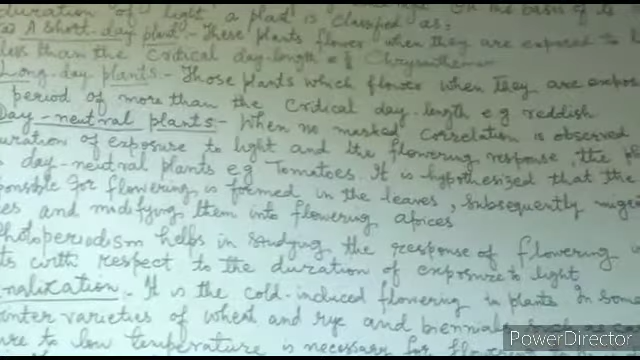 duration of light a plant is classified as:
(a) A short-day plant:- These plants flower when they are exposed to
less than the critical day-length e.g Chrysanthemum
Long-day plants:- Those plants which flower when they are expos
period of more than the critical day-length e.g reddish
Day-neutral plants:- When no marked correlation is observed
uration of exposure to light and the flowering response, the pl
day-neutral plants e.g Tomatoes. It is hypothesized that the
ponsible for flowering is formed in the leaves, subsequently migra
es and modifying them into flowering apices
hotoperiodism helps in studying the response of flowering
ts with respect to the duration of exposure to light
nalization.- It is the cold-induced flowering in plants In some
inter varieties of wheat and rye and biennials
ure to low temperature is necessary for
PowerDirector